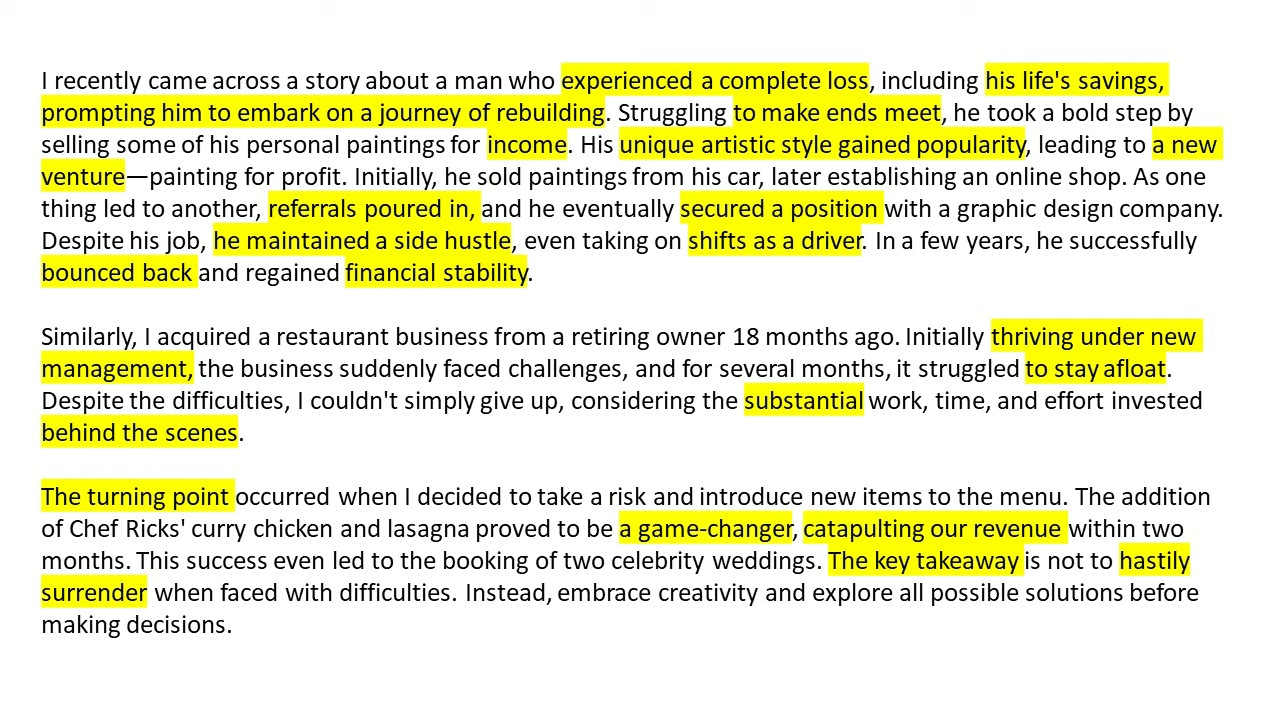 I recently came across a story about a man who experienced a complete loss, including his life's savings,
prompting him to embark on a journey of rebuilding. Struggling to make ends meet, he took a bold step by
selling some of his personal paintings for income. His unique artistic style gained popularity, leading to a new
venture—painting for profit. Initially, he sold paintings from his car, later establishing an online shop. As one
thing led to another, referrals poured in, and he eventually secured a position with a graphic design company.
Despite his job, he maintained a side hustle, even taking on shifts as a driver. In a few years, he successfully
bounced back and regained financial stability.
Similarly, I acquired a restaurant business from a retiring owner 18 months ago. Initially thriving under new
management, the business suddenly faced challenges, and for several months, it struggled to stay afloat.
Despite the difficulties, I couldn't simply give up, considering the substantial work, time, and effort invested
behind the scenes.
The turning point occurred when I decided to take a risk and introduce new items to the menu. The addition
of Chef Ricks' curry chicken and lasagna proved to be a game-changer, catapulting our revenue within two
months. This success even led to the booking of two celebrity weddings. The key takeaway is not to hastily
surrender when faced with difficulties. Instead, embrace creativity and explore all possible solutions before
making decisions.